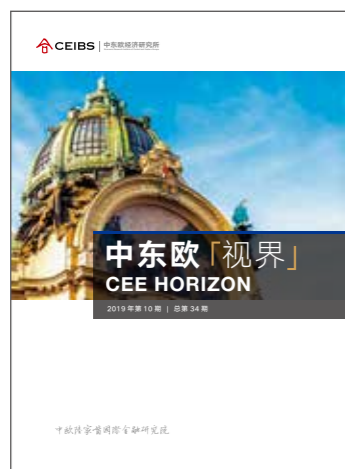 CEIBS | 中东欧经济研究所
中东欧「视界」
CEE HORIZON
2019 年第 10 期 | 总第 34 期
中欧陆家嘴国际金融研究院